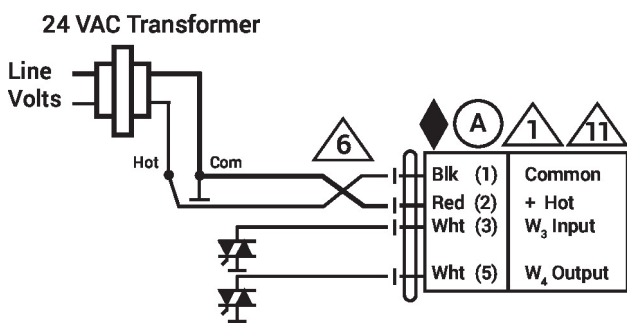 24 VAC Transformer
Line
Volts
Hot
Com
6
A
1
11
Blk (1) Common
Red (2) + Hot
Wht (3) W₃ Input
Wht (5) W₄ Output